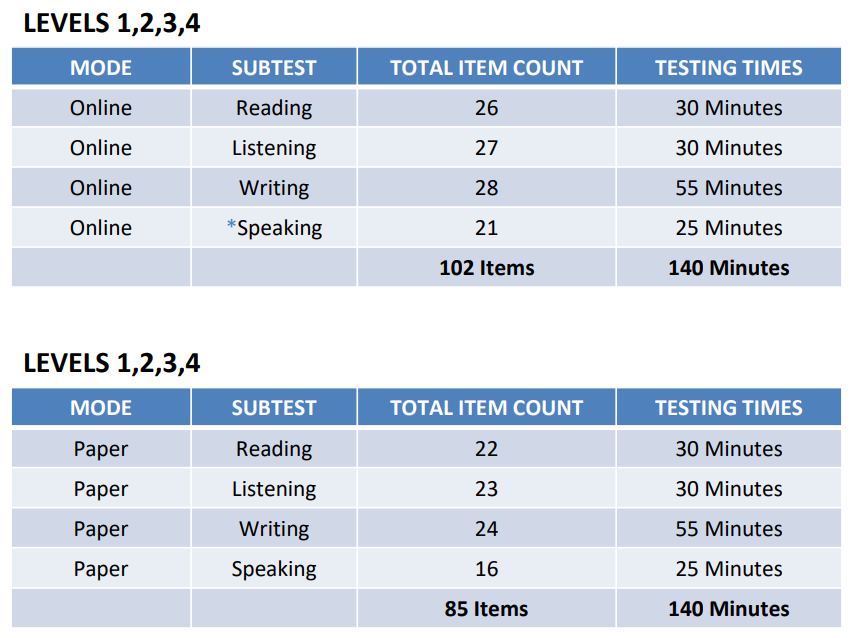 LEVELS 1,2,3,4
MODE SUBTEST TOTAL ITEM COUNT TESTING TIMES
Online Reading 26 30 Minutes
Online Listening 27 30 Minutes
Online Writing 28 55 Minutes
Online *Speaking 21 25 Minutes
102 Items 140 Minutes
LEVELS 1,2,3,4
MODE SUBTEST TOTAL ITEM COUNT TESTING TIMES
Paper Reading 22 30 Minutes
Paper Listening 23 30 Minutes
Paper Writing 24 55 Minutes
Paper Speaking 16 25 Minutes
85 Items 140 Minutes